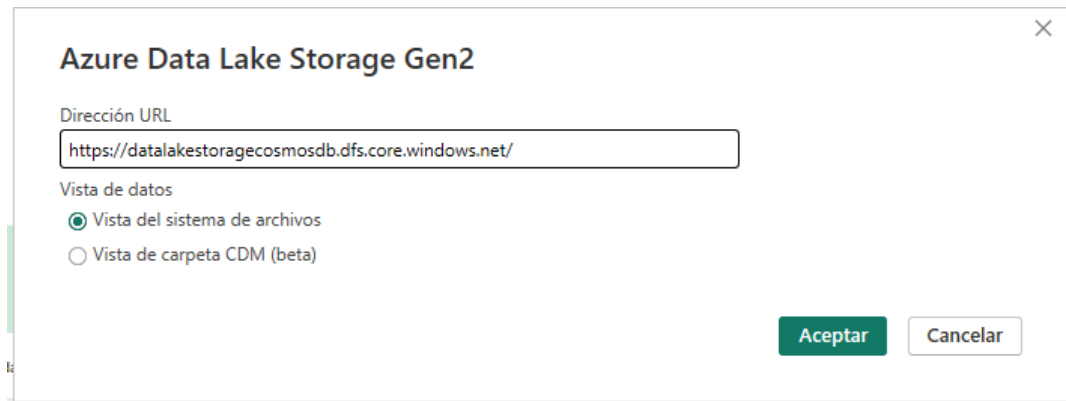 Azure Data Lake Storage Gen2
Dirección URL
https://datalakestoragecosmosdb.dfs.core.windows.net/
Vista de datos
Vista del sistema de archivos
Vista de carpeta CDM (beta)
Aceptar
Cancelar